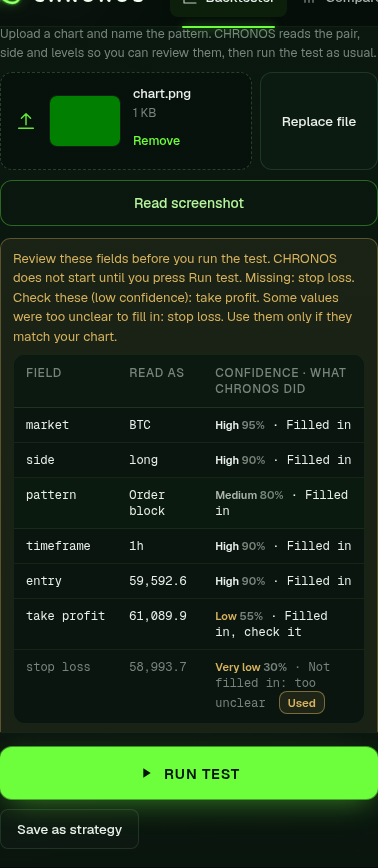 Upload a chart and name the pattern. CHRONOS reads the pair,
side and levels so you can review them, then run the test as usual.
chart.png
1 KB
Remove
Replace file
Read screenshot
Review these fields before you run the test. CHRONOS
does not start until you press Run test. Missing: stop loss.
Check these (low confidence): take profit. Some values
were too unclear to fill in: stop loss. Use them only if they
match your chart.
FIELD READ AS CONFIDENCE · WHAT
CHRONOS DID
market BTC High 95% · Filled in
side long High 90% · Filled in
pattern Order Medium 80% · Filled
block in
timeframe 1h High 90% · Filled in
entry 59,592.6 High 90% · Filled in
take profit 61,089.9 Low 55% · Filled
in, check it
stop loss 58,993.7 Very low 30% · Not
filled in: too
unclear Used
RUN TEST
Save as strategy